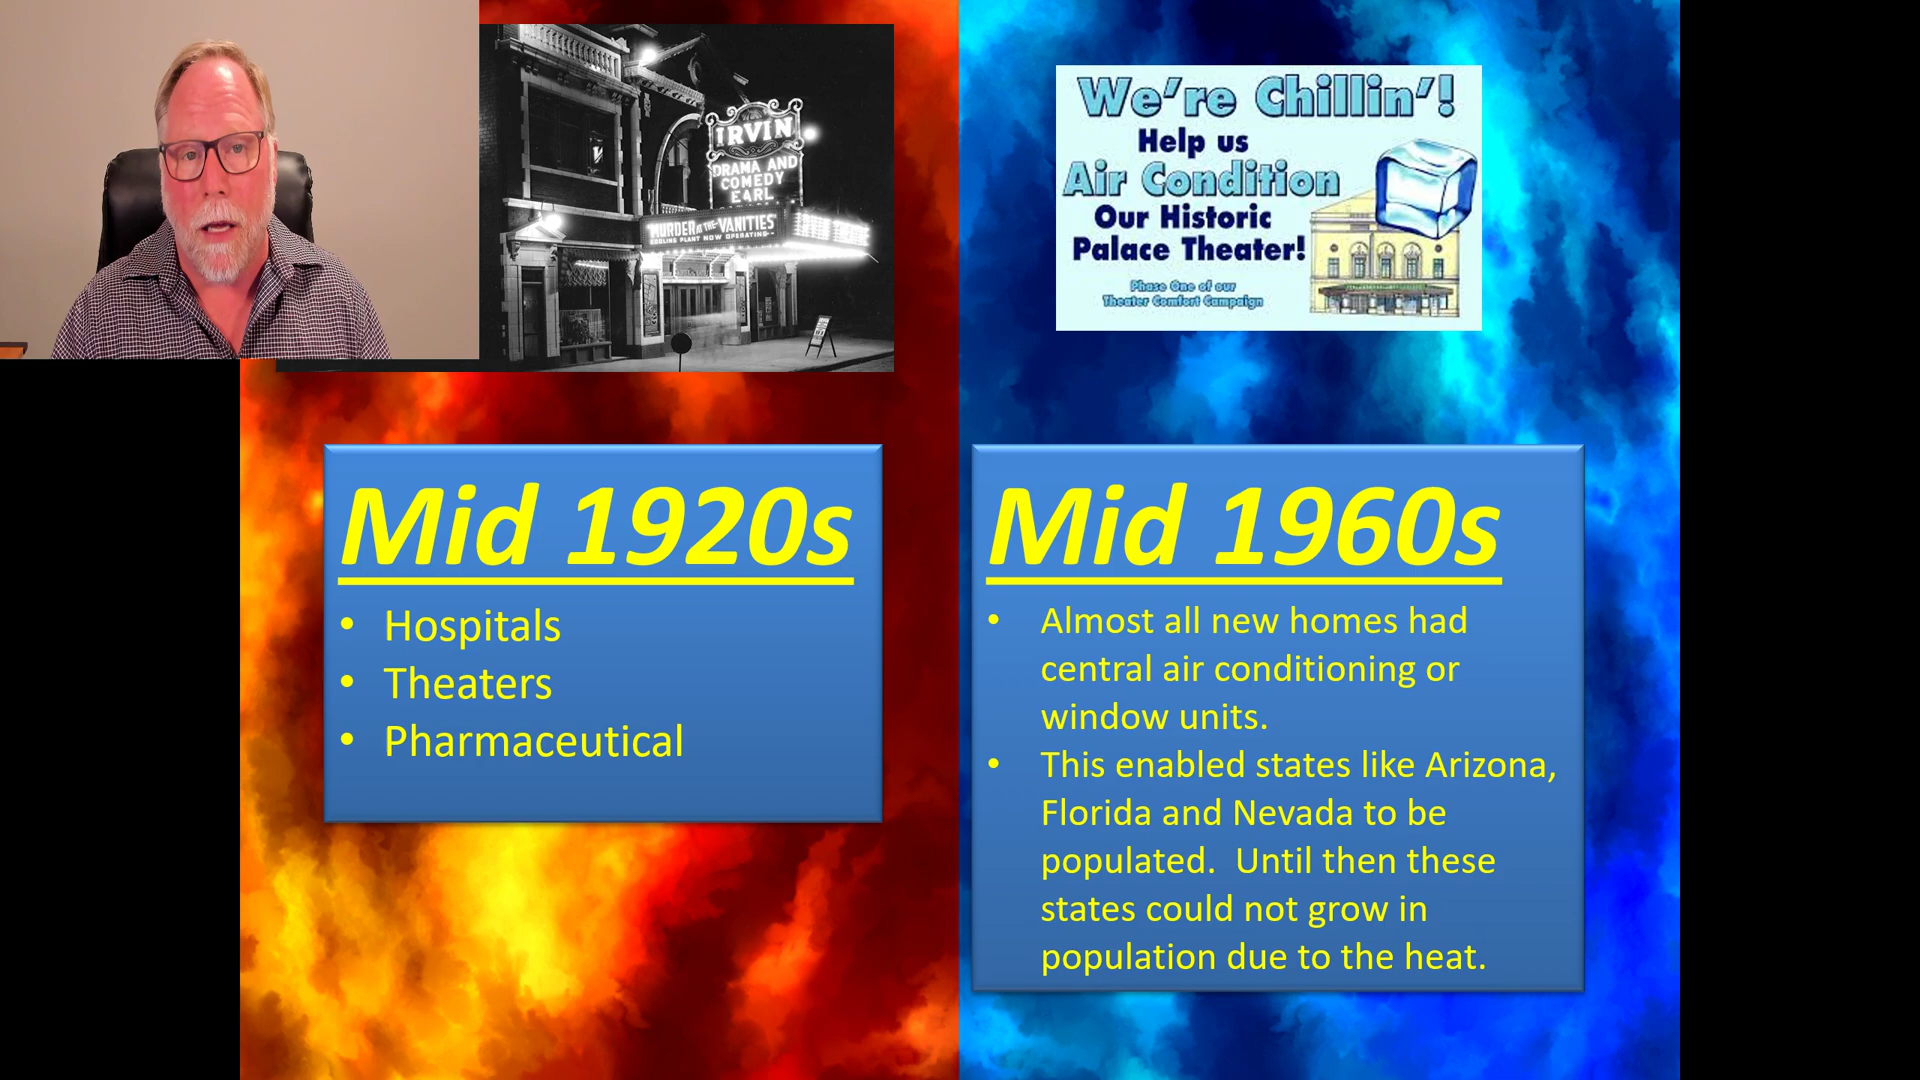 IRVIN
DRAMA AND
COMEDY
EARL
MURDER AT THE VANITIES
COOLING PLANT NOW OPERATING
We're Chillin'!
Help us
Air Condition
Our Historic
Palace Theater!
Phase One of our
Theater Comfort Campaign
Mid 1920s
• Hospitals
• Theaters
• Pharmaceutical
Mid 1960s
• Almost all new homes had
central air conditioning or
window units.
• This enabled states like Arizona,
Florida and Nevada to be
populated.  Until then these
states could not grow in
population due to the heat.